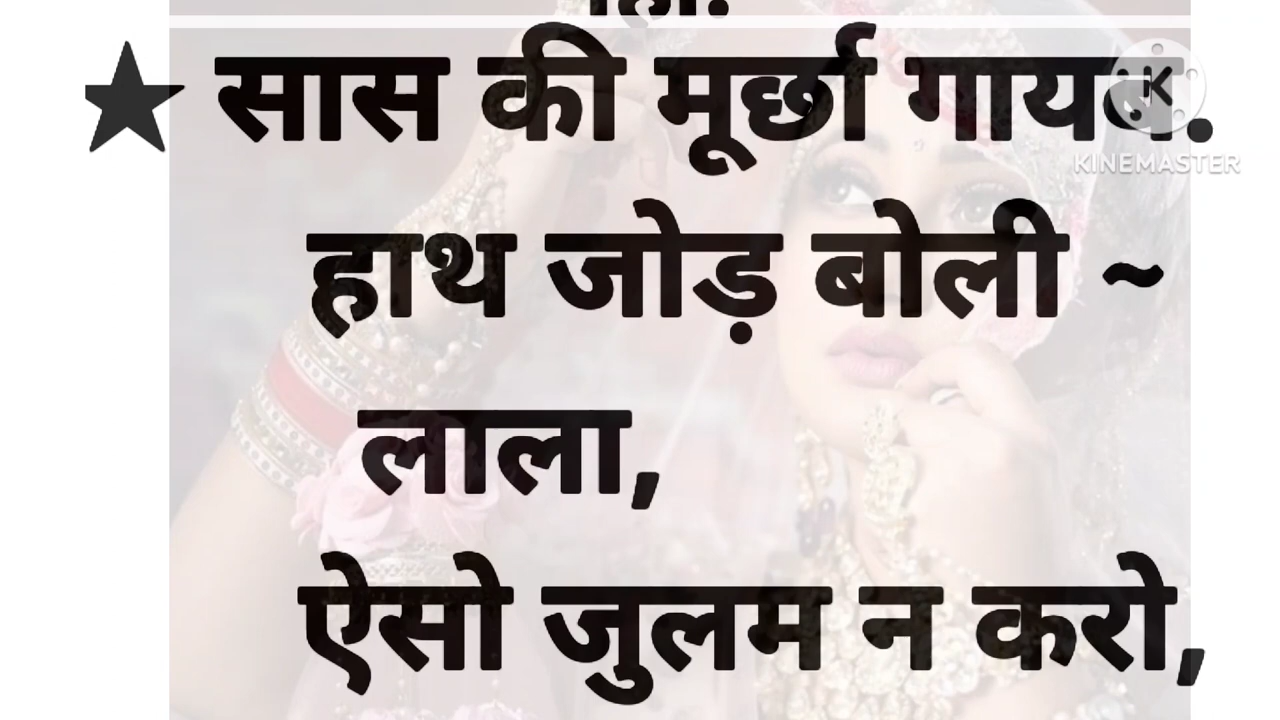 ★ सास की मूर्छा गायब.
हाथ जोड़ बोली ~
लाला,
ऐसो जुलम न करो,
KINEMASTER